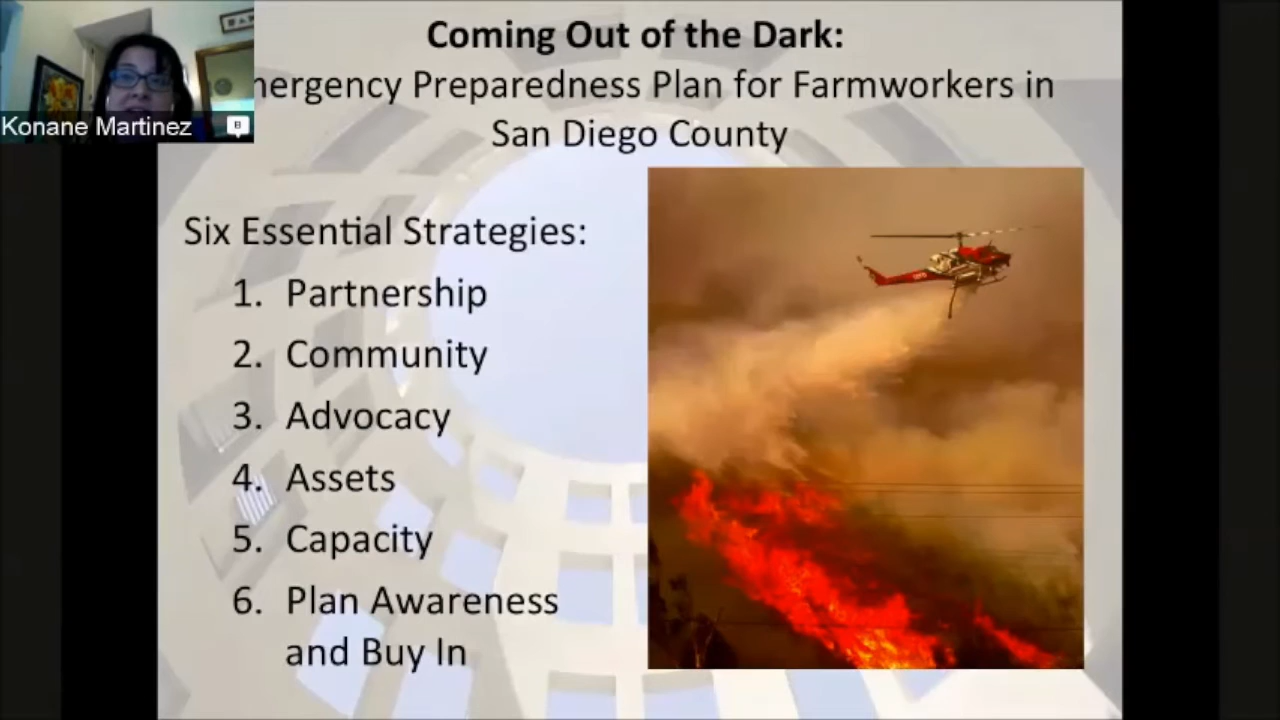 Coming Out of the Dark:
mergency Preparedness Plan for Farmworkers in
San Diego County
Konane Martinez
Six Essential Strategies:
1. Partnership
2. Community
3. Advocacy
4. Assets
5. Capacity
6. Plan Awareness
and Buy In